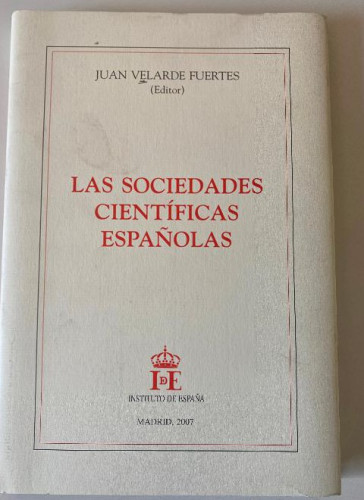 JUAN VELARDE FUERTES
(Editor)
LAS SOCIEDADES
CIENTÍFICAS
ESPAÑOLAS
IDE
INSTITUTO DE ESPAÑA
MADRID, 2007